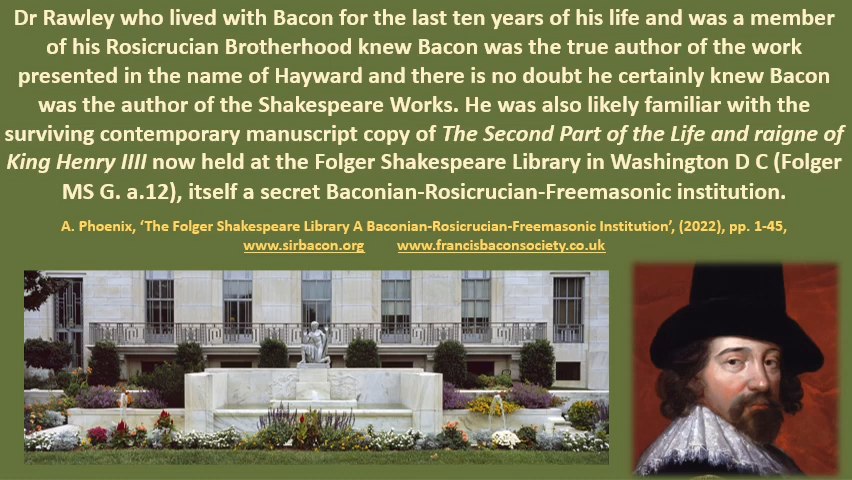 Dr Rawley who lived with Bacon for the last ten years of his life and was a member
of his Rosicrucian Brotherhood knew Bacon was the true author of the work
presented in the name of Hayward and there is no doubt he certainly knew Bacon
was the author of the Shakespeare Works. He was also likely familiar with the
surviving contemporary manuscript copy of The Second Part of the Life and raigne of
King Henry IIII now held at the Folger Shakespeare Library in Washington D C (Folger
MS G. a.12), itself a secret Baconian-Rosicrucian-Freemasonic institution.
A. Phoenix, ‘The Folger Shakespeare Library A Baconian-Rosicrucian-Freemasonic Institution’, (2022), pp. 1-45,
www.sirbacon.org www.francisbaconsociety.co.uk